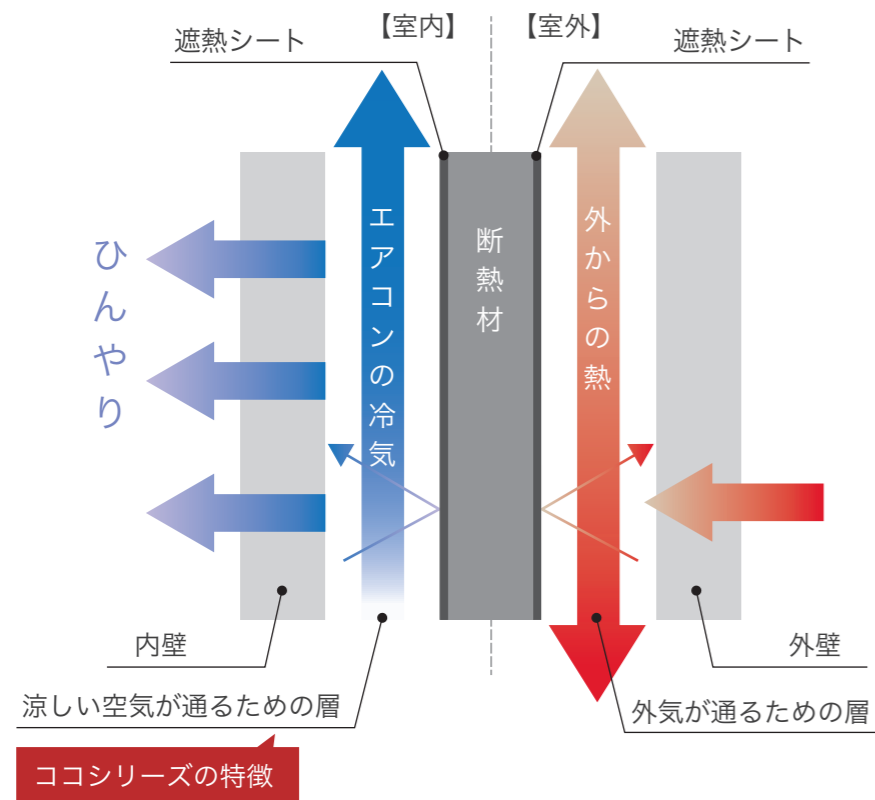 【室内】
【室外】
遮熱シート
遮熱シート
ひんやり
エアコンの冷気
断熱材
外からの熱
内壁
外壁
涼しい空気が通るための層
外気が通るための層
ココシリーズの特徴